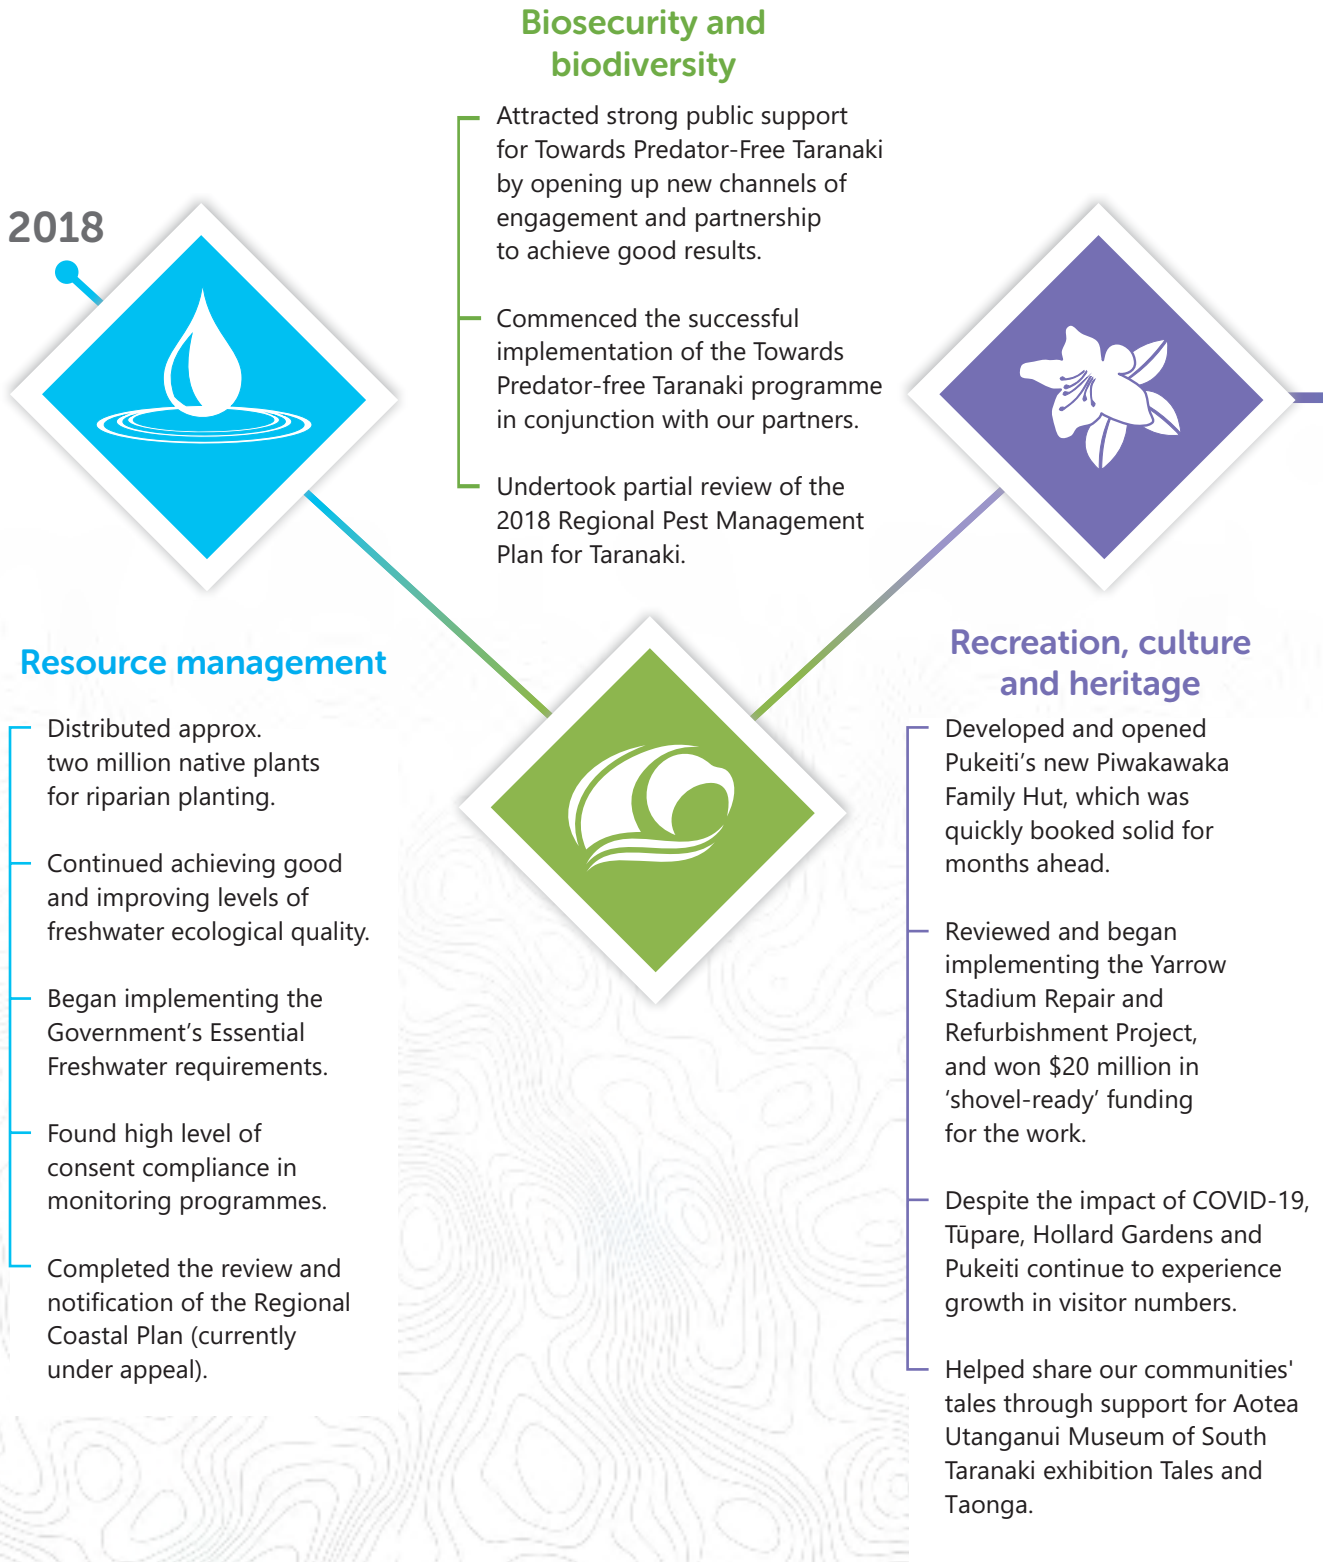 2018
Resource management
Distributed approx.
two million native plants
for riparian planting.
Continued achieving good
and improving levels of
freshwater ecological quality.
Began implementing the
Government’s Essential
Freshwater requirements.
Found high level of
consent compliance in
monitoring programmes.
Completed the review and
notification of the Regional
Coastal Plan (currently
under appeal).
Biosecurity and
biodiversity
Attracted strong public support
for Towards Predator-Free Taranaki
by opening up new channels of
engagement and partnership
to achieve good results.
Commenced the successful
implementation of the Towards
Predator-free Taranaki programme
in conjunction with our partners.
Undertook partial review of the
2018 Regional Pest Management
Plan for Taranaki.
Recreation, culture
and heritage
Developed and opened
Pukeiti’s new Piwakawaka
Family Hut, which was
quickly booked solid for
months ahead.
Reviewed and began
implementing the Yarrow
Stadium Repair and
Refurbishment Project,
and won $20 million in
‘shovel-ready’ funding
for the work.
Despite the impact of COVID-19,
Tūpare, Hollard Gardens and
Pukeiti continue to experience
growth in visitor numbers.
Helped share our communities'
tales through support for Aotea
Utanganui Museum of South
Taranaki exhibition Tales and
Taonga.